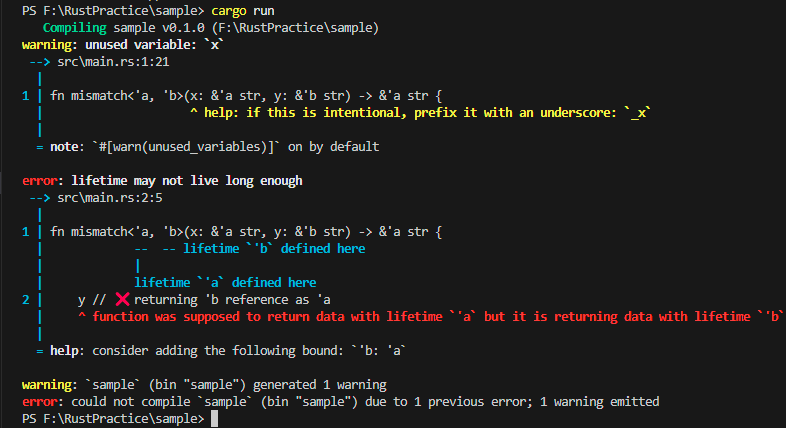 PS F:\RustPractice\sample> cargo run
   Compiling sample v0.1.0 (F:\RustPractice\sample)
warning: unused variable: `x`
 --> src\main.rs:1:21
  |
1 | fn mismatch<'a, 'b>(x: &'a str, y: &'b str) -> &'a str {
  |                     ^ help: if this is intentional, prefix it with an underscore: `_x`
  |
  = note: `#[warn(unused_variables)]` on by default

error: lifetime may not live long enough
 --> src\main.rs:2:5
  |
1 | fn mismatch<'a, 'b>(x: &'a str, y: &'b str) -> &'a str {
  |             --  -- lifetime `'b` defined here
  |             |
  |             lifetime `'a` defined here
2 |     y // ❌ returning 'b reference as 'a
  |     ^ function was supposed to return data with lifetime `'a` but it is returning data with lifetime `'b`
  |
  = help: consider adding the following bound: `'b: 'a`

warning: `sample` (bin "sample") generated 1 warning
error: could not compile `sample` (bin "sample") due to 1 previous error; 1 warning emitted
PS F:\RustPractice\sample>